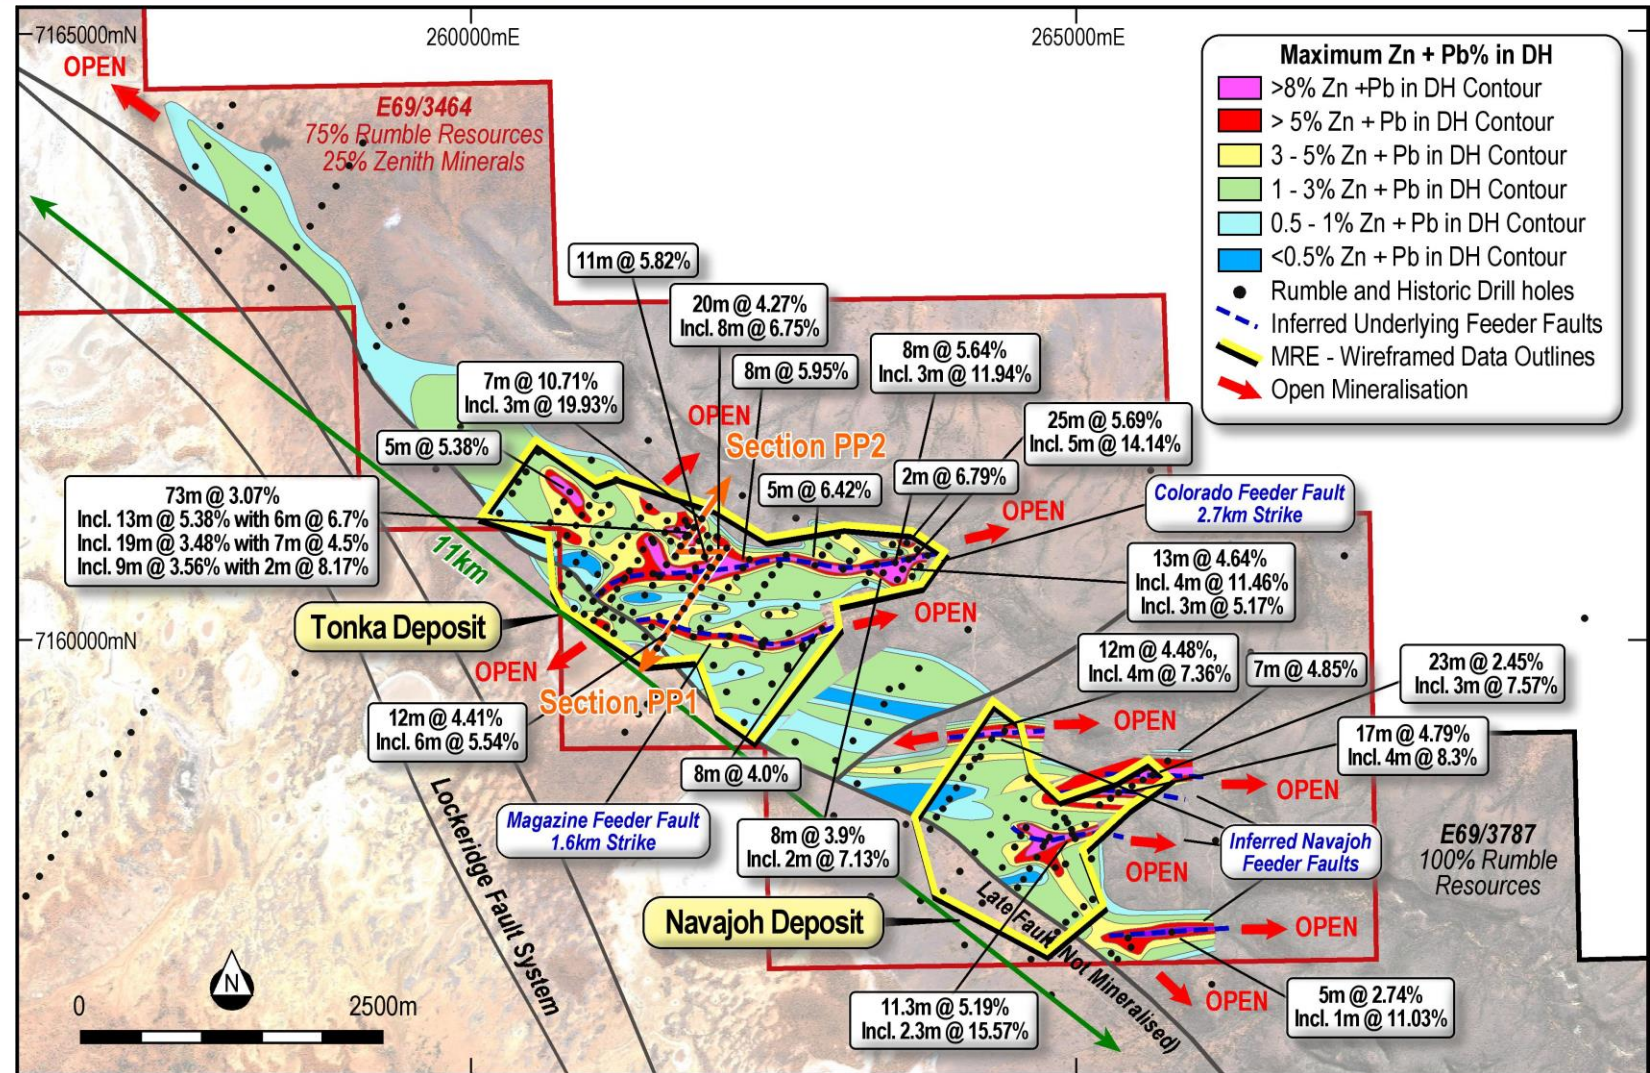 7165000mN
260000mE
265000mE
OPEN
E69/3464
75% Rumble Resources
25% Zenith Minerals
Maximum Zn + Pb% in DH
>8% Zn +Pb in DH Contour
> 5% Zn + Pb in DH Contour
3 - 5% Zn + Pb in DH Contour
1 - 3% Zn + Pb in DH Contour
0.5 - 1% Zn + Pb in DH Contour
<0.5% Zn + Pb in DH Contour
Rumble and Historic Drill holes
Inferred Underlying Feeder Faults
MRE - Wireframed Data Outlines
Open Mineralisation
11m @ 5.82%
20m @ 4.27%
Incl. 8m @ 6.75%
8m @ 5.95%
8m @ 5.64%
Incl. 3m @ 11.94%
7m @ 10.71%
Incl. 3m @ 19.93%
OPEN
25m @ 5.69%
Incl. 5m @ 14.14%
5m @ 5.38%
Section PP2
5m @ 6.42%
2m @ 6.79%
73m @ 3.07%
Incl. 13m @ 5.38% with 6m @ 6.7%
Incl. 19m @ 3.48% with 7m @ 4.5%
Incl. 9m @ 3.56% with 2m @ 8.17%
OPEN
Colorado Feeder Fault
2.7km Strike
11km
13m @ 4.64%
Incl. 4m @ 11.46%
Incl. 3m @ 5.17%
7160000mN
Tonka Deposit
OPEN
OPEN
12m @ 4.48%,
Incl. 4m @ 7.36%
7m @ 4.85%
23m @ 2.45%
Incl. 3m @ 7.57%
Section PP1
12m @ 4.41%
Incl. 6m @ 5.54%
OPEN
17m @ 4.79%
Incl. 4m @ 8.3%
8m @ 4.0%
OPEN
Magazine Feeder Fault
1.6km Strike
8m @ 3.9%
Incl. 2m @ 7.13%
Inferred Navajoh
Feeder Faults
E69/3787
100% Rumble
Resources
OPEN
Lockeridge Fault System
Navajoh Deposit
Late Fault (Not Mineralised)
OPEN
N
0
2500m
11.3m @ 5.19%
Incl. 2.3m @ 15.57%
OPEN
5m @ 2.74%
Incl. 1m @ 11.03%